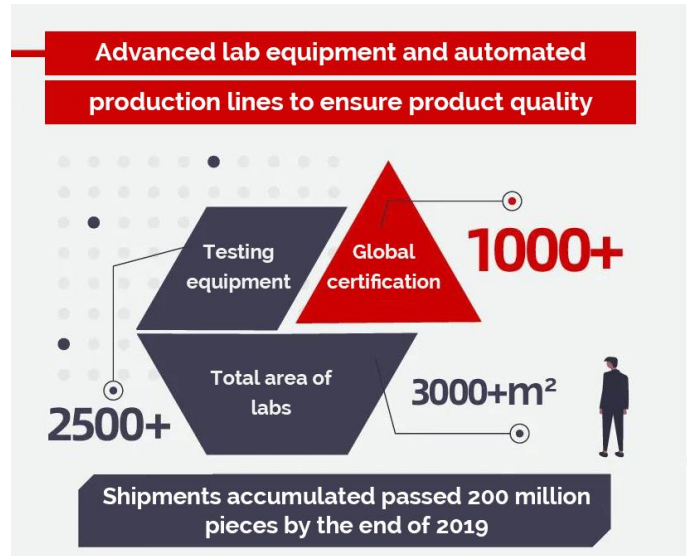 Advanced lab equipment and automated
production lines to ensure product quality
Testing
equipment
Global
certification
1000+
Total area of
labs
3000+m²
2500+
Shipments accumulated passed 200 million
pieces by the end of 2019